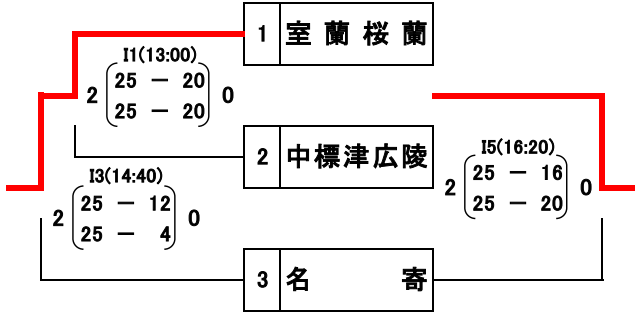 1 室蘭桜蘭
I1(13:00)
2 25 － 20 0
25 － 20
2 中標津広陵
I5(16:20)
2 25 － 16 0
25 － 20
I3(14:40)
2 25 － 12 0
25 － 4
3 名寄